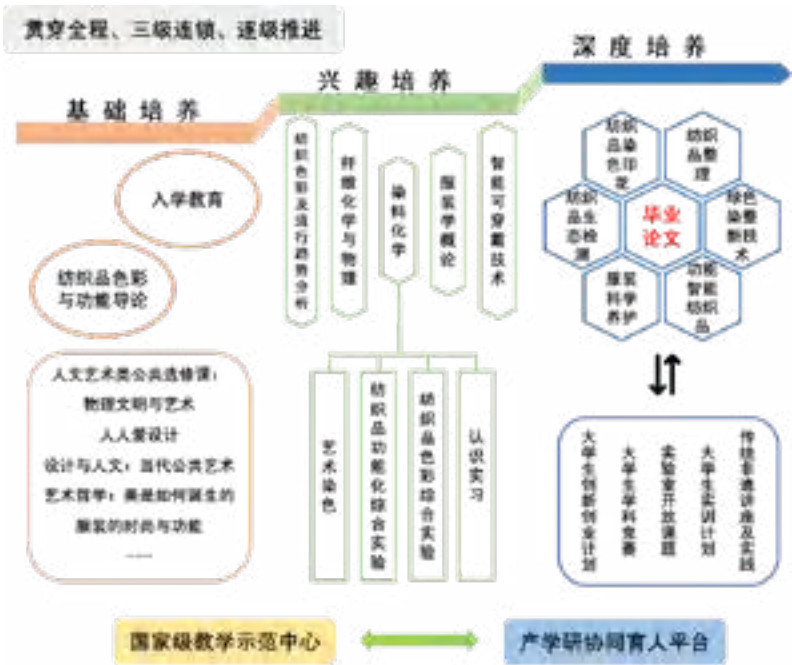 贯穿全程、三级连锁、逐级推进
基础培养
兴趣培养
深度培养
入学教育
纺织品色彩
与功能导论
人文艺术类公共选修课：
物理文明与艺术
人人爱设计
设计与人文：当代公共艺术
艺术哲学：美是如何诞生的
服装的时尚与功能
……
纺织色彩及流行趋势分析
纤维化学与物理
染料化学
服装学概论
智能可穿戴技术
艺术染色
纺织品功能化综合实验
纺织品色彩综合实验
认识实习
纺织
品染
色印
花
纺织
品整
理
纺织
品生
态检
测
毕业
论文
绿色
染整
新技
术
服装
科学
养护
功能
智能
纺织
品
大学生创新创业计划
大学生学科竞赛
实验室开放课题
大学生实训计划
传统非遗讲座及实践
国家级教学示范中心
产学研协同育人平台